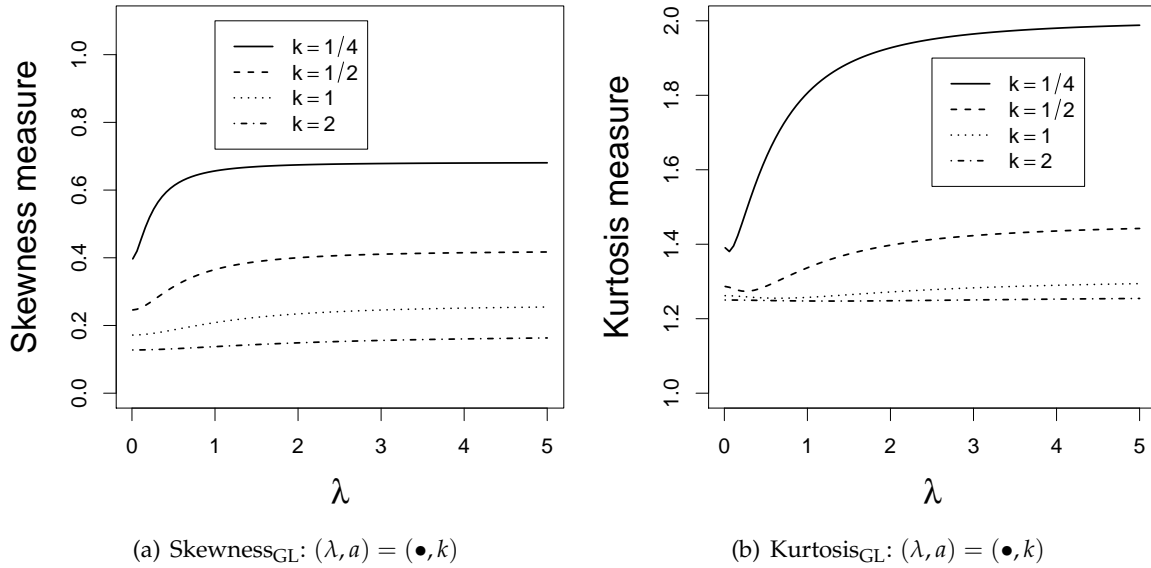 Skewness measure
0.0 0.2 0.4 0.6 0.8 1.0
k = 1/4
k = 1/2
k = 1
k = 2
0 1 2 3 4 5
λ
(a) Skewness_GL: (λ, a) = (•, k)
Kurtosis measure
1.0 1.2 1.4 1.6 1.8 2.0
k = 1/4
k = 1/2
k = 1
k = 2
0 1 2 3 4 5
λ
(b) Kurtosis_GL: (λ, a) = (•, k)